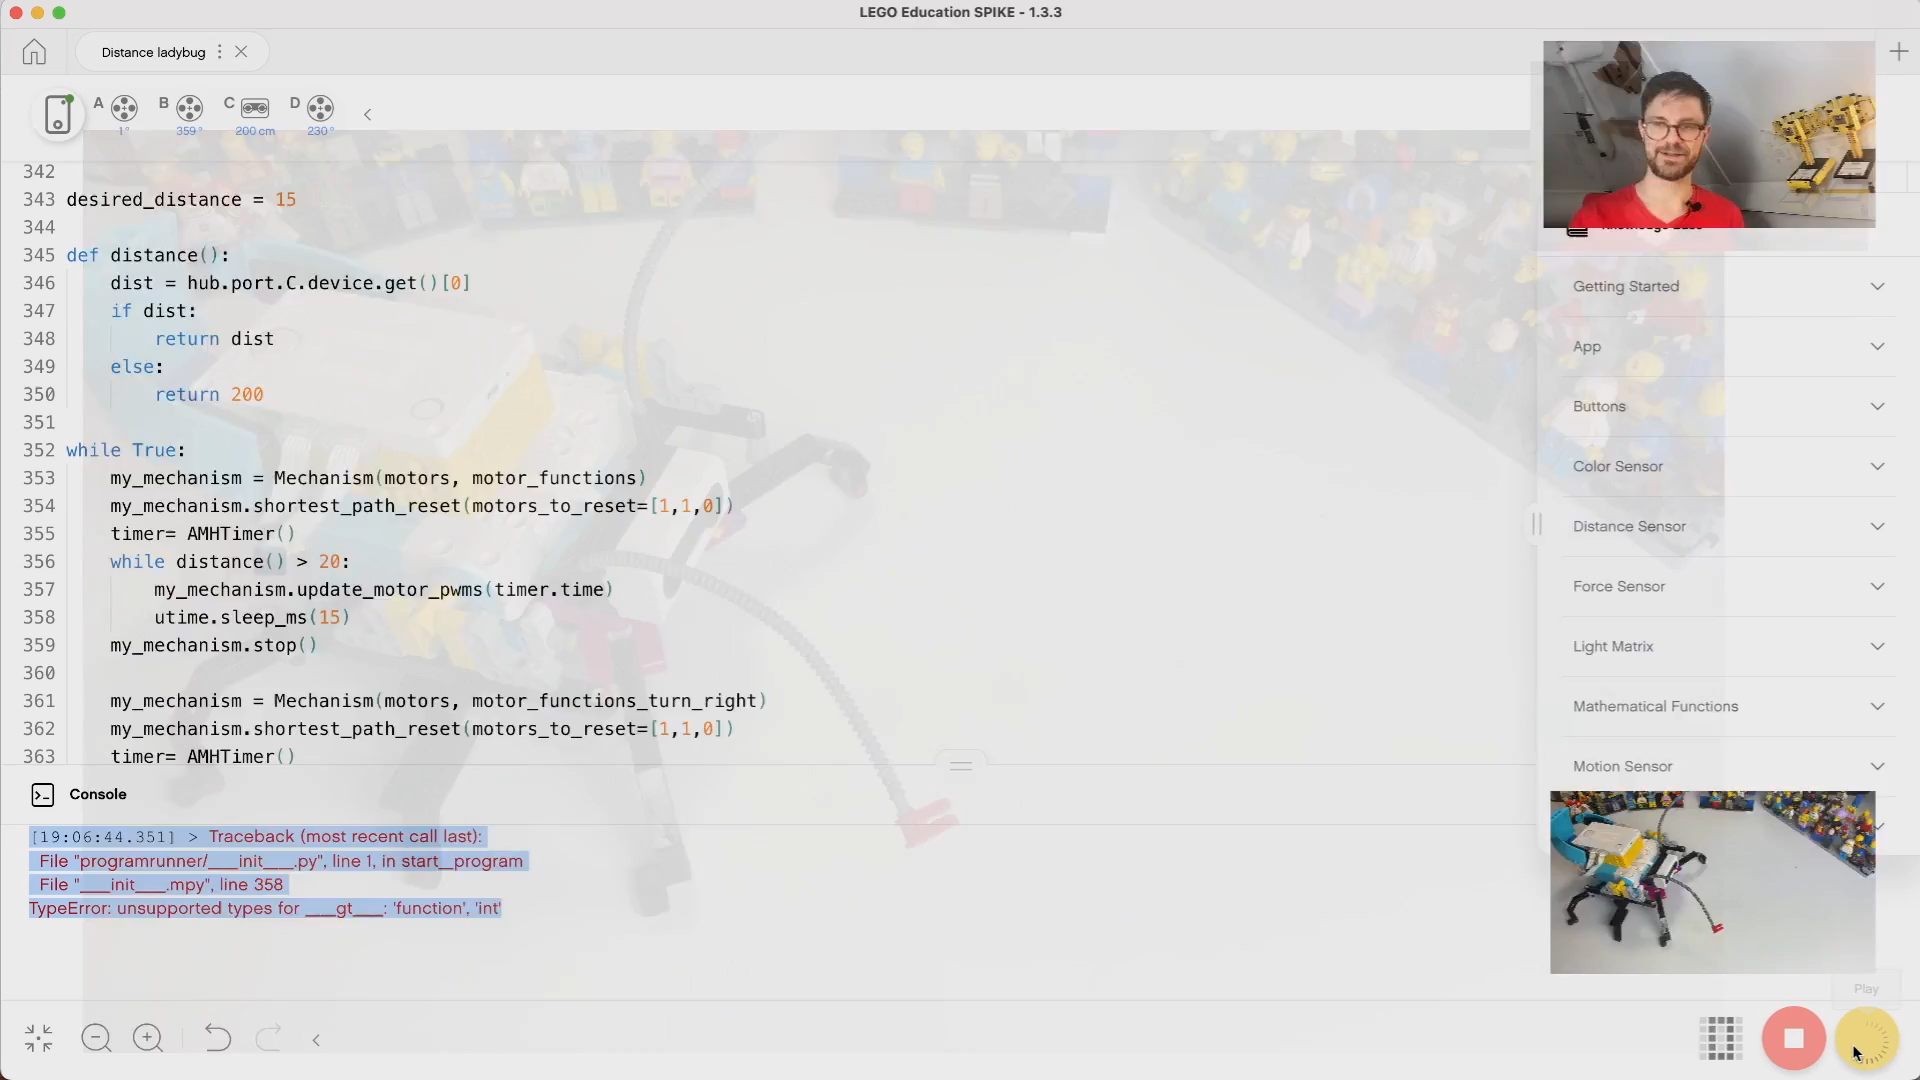 LEGO Education SPIKE - 1.3.3
Distance ladybug
A B C D
1° 359° 200 cm 230°
342
343 desired_distance = 15
344
345 def distance():
346 dist = hub.port.C.device.get()[0]
347 if dist:
348 return dist
349 else:
350 return 200
351
352 while True:
353 my_mechanism = Mechanism(motors, motor_functions)
354 my_mechanism.shortest_path_reset(motors_to_reset=[1,1,0])
355 timer= AMHTimer()
356 while distance() > 20:
357 my_mechanism.update_motor_pwms(timer.time)
358 utime.sleep_ms(15)
359 my_mechanism.stop()
360
361 my_mechanism = Mechanism(motors, motor_functions_turn_right)
362 my_mechanism.shortest_path_reset(motors_to_reset=[1,1,0])
363 timer= AMHTimer()
Console
[19:06:44.351] > Traceback (most recent call last):
File "programrunner/__init__.py", line 1, in start_program
File "__init__.mpy", line 358
TypeError: unsupported types for __gt__: 'function', 'int'
Getting Started
App
Buttons
Color Sensor
Distance Sensor
Force Sensor
Light Matrix
Mathematical Functions
Motion Sensor
Play